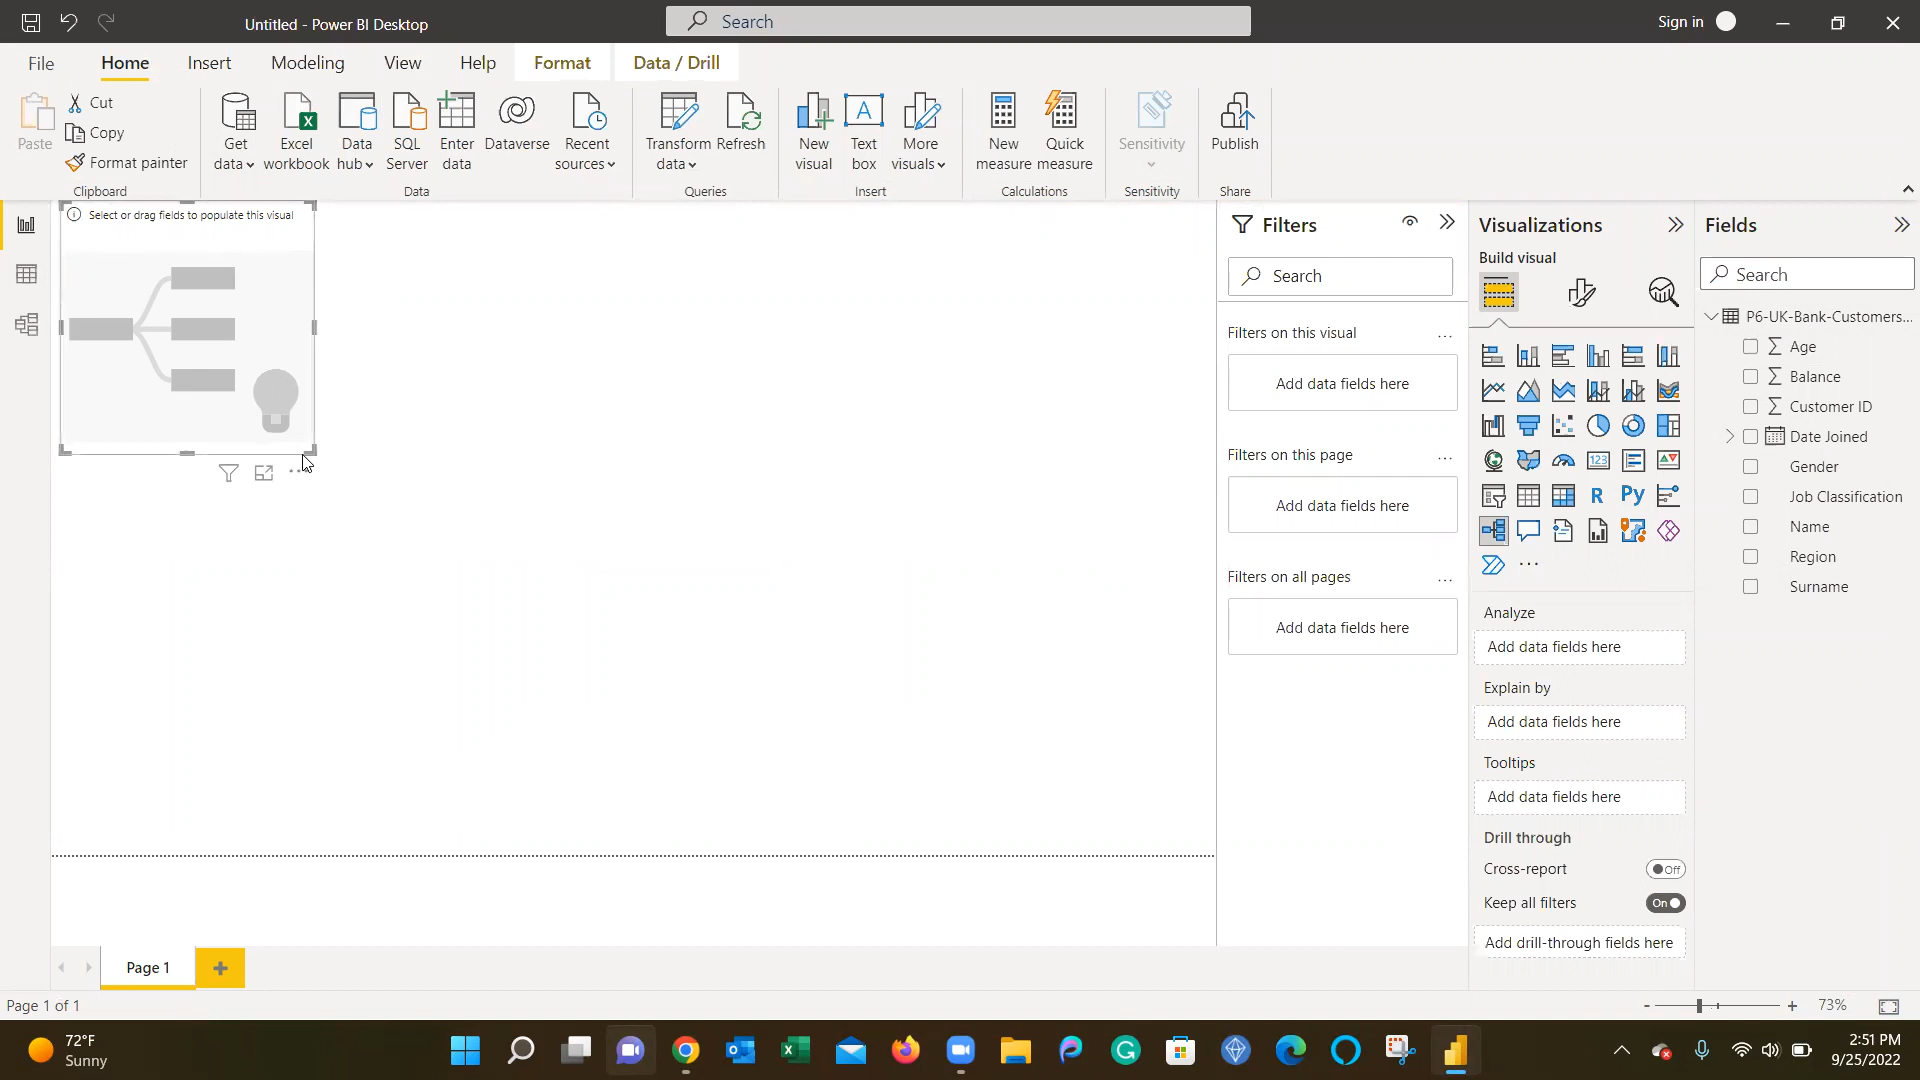 Untitled - Power BI Desktop
Search
Sign in
File
Home
Insert
Modeling
View
Help
Format
Data / Drill
Paste
Cut
Copy
Format painter
Clipboard
Get data
Excel workbook
Data hub
SQL Server
Enter data
Dataverse
Recent sources
Data
Transform data
Refresh
Queries
New visual
Text box
More visuals
Insert
New measure
Quick measure
Calculations
Sensitivity
Sensitivity
Publish
Share
Select or drag fields to populate this visual
Filters
Search
Filters on this visual
Add data fields here
Filters on this page
Add data fields here
Filters on all pages
Add data fields here
Visualizations
Build visual
123
R
Py
Analyze
Add data fields here
Explain by
Add data fields here
Tooltips
Add data fields here
Drill through
Cross-report
Off
Keep all filters
On
Add drill-through fields here
Fields
Search
P6-UK-Bank-Customers...
Age
Balance
Customer ID
Date Joined
Gender
Job Classification
Name
Region
Surname
Page 1
Page 1 of 1
73%
72°F
Sunny
2:51 PM
9/25/2022